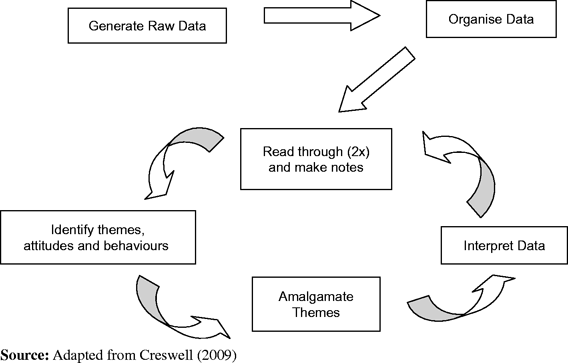 Generate Raw Data
Organise Data
Read through (2x)
and make notes
Identify themes,
attitudes and behaviours
Interpret Data
Amalgamate
Themes
Source: Adapted from Creswell (2009)